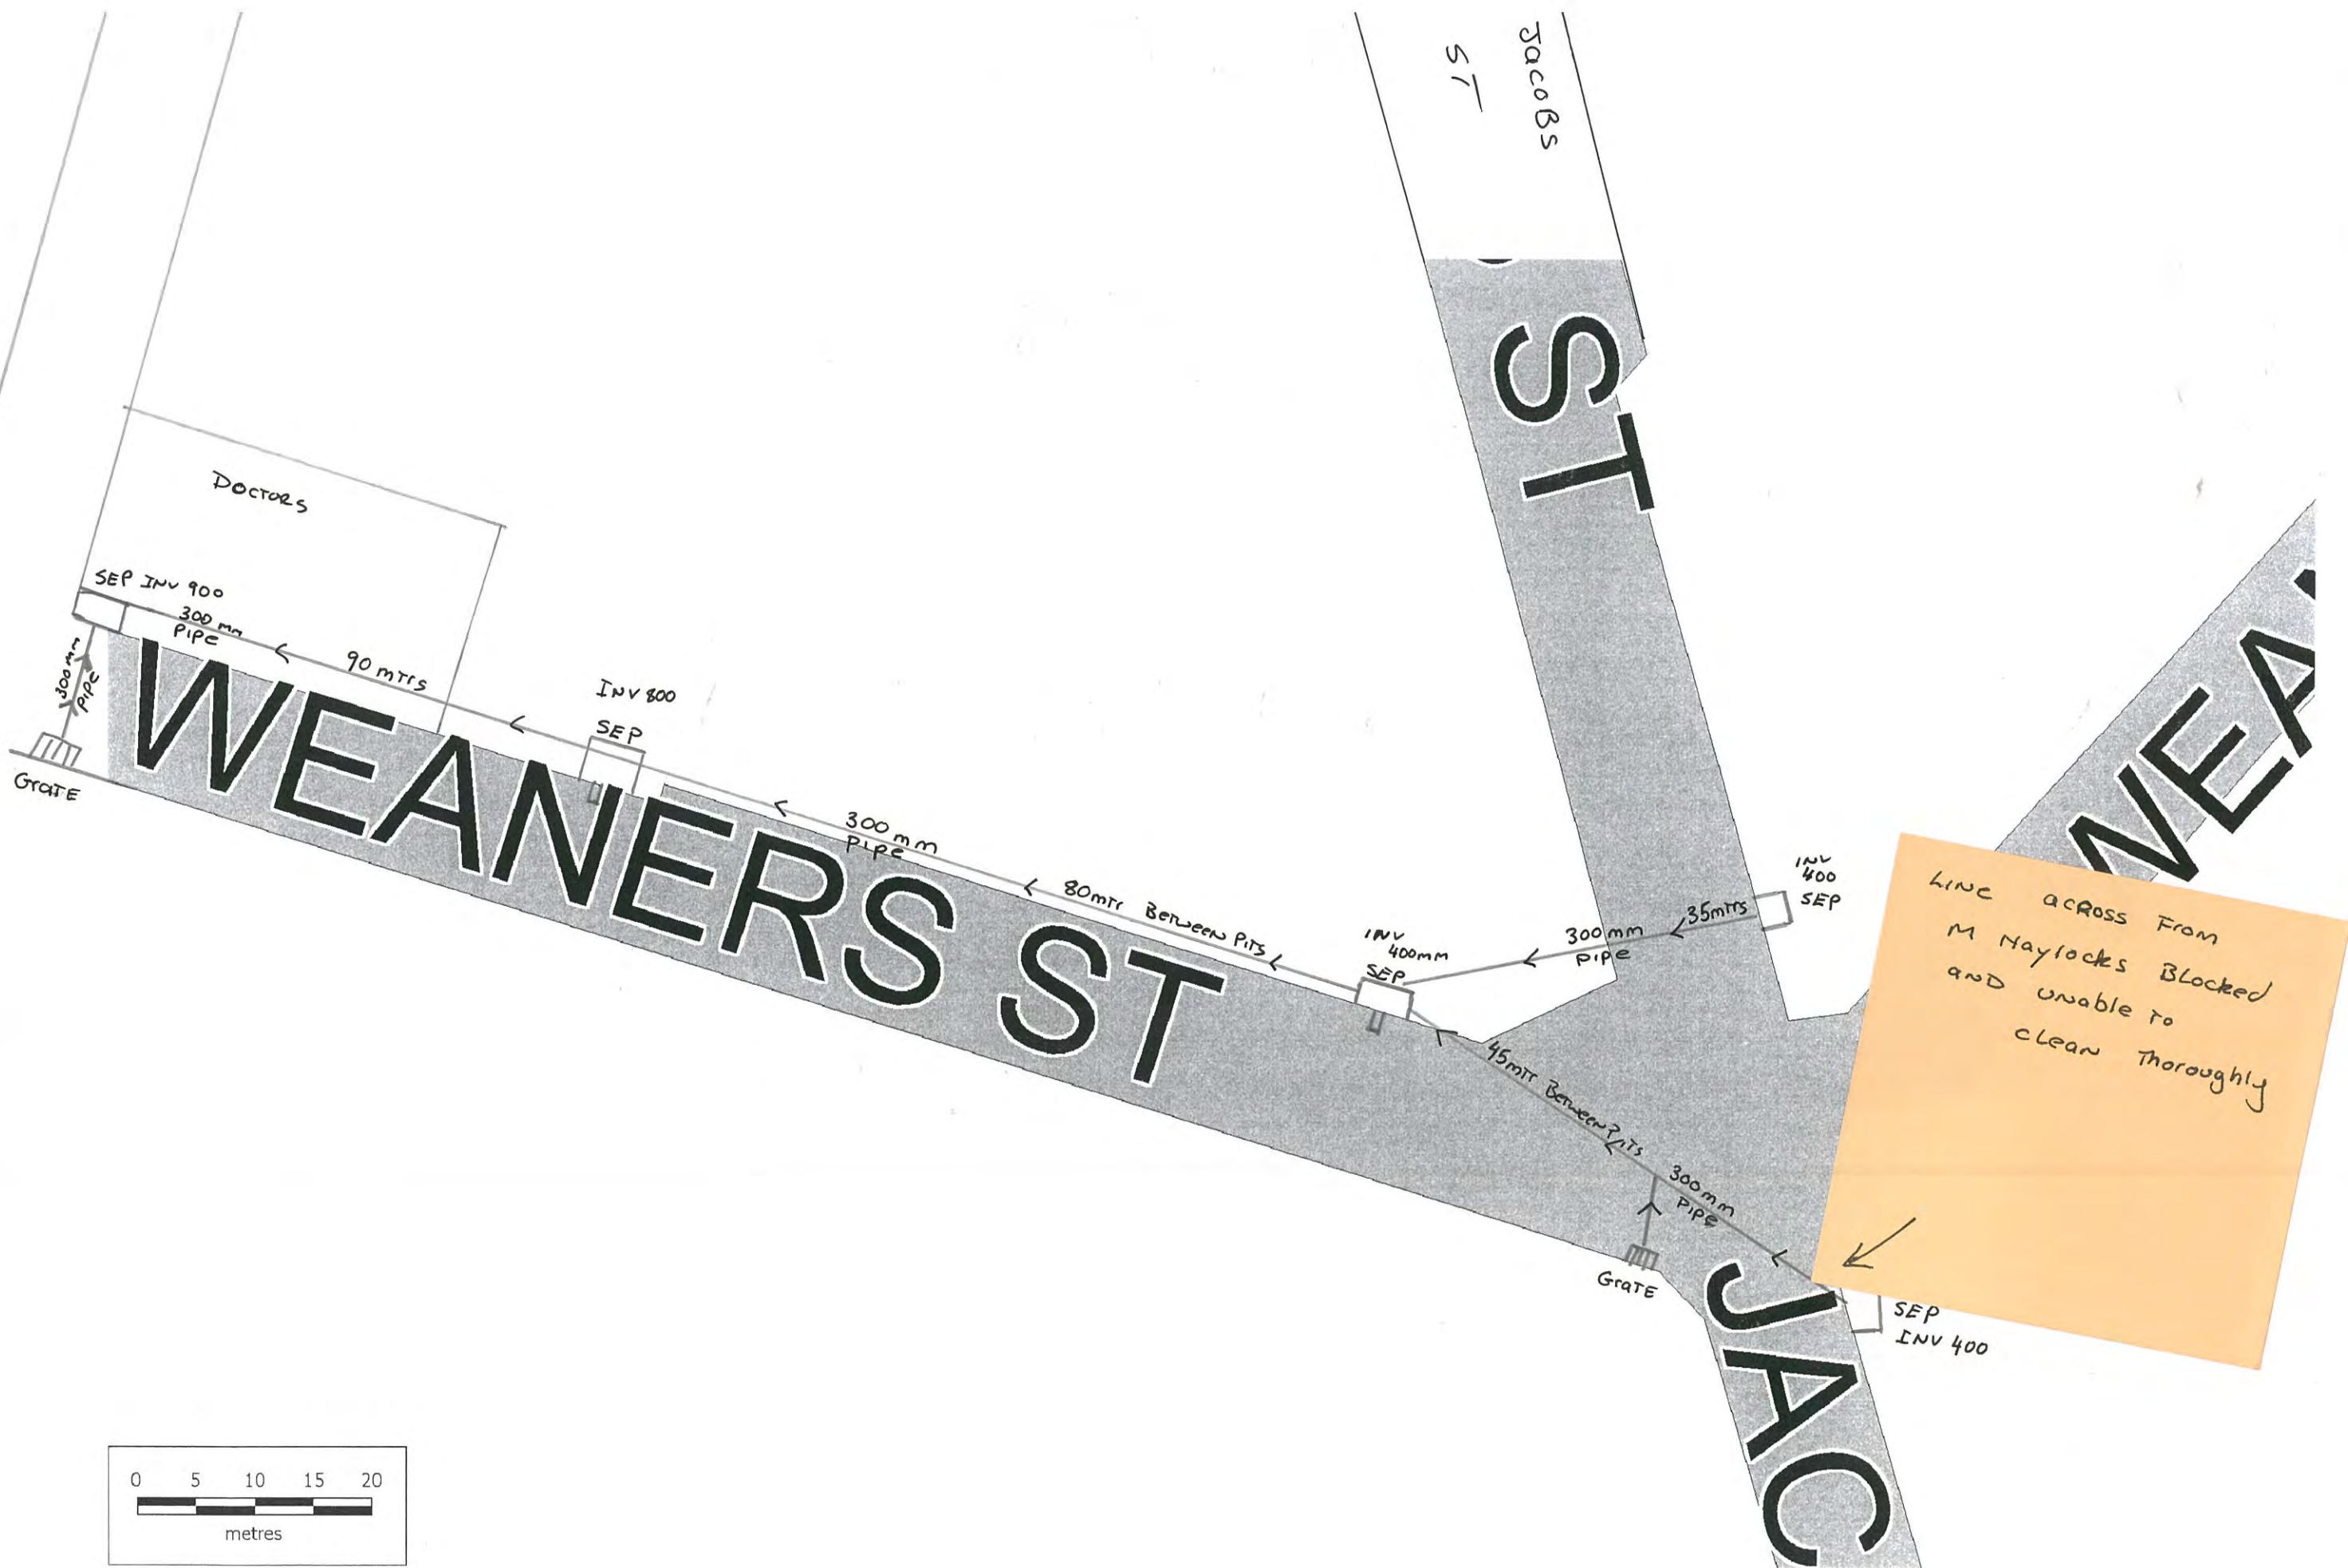 Jacobs
ST
ST
Doctors
SEP INV 900
300 mm
Pipe
90 mtrs
300 mm
Pipe
Grate
INV 800
SEP
WEANERS ST
300 mm
Pipe
80mtr Between Pits
INV
400mm
SEP
300 mm
Pipe
35mtrs
INV
400
SEP
WEA
Line across From
M Naylocks Blocked
and unable to
clean Thoroughly
45mtr Between Pits
300mm
Pipe
Grate
SEP
INV 400
JAC
0 5 10 15 20
metres